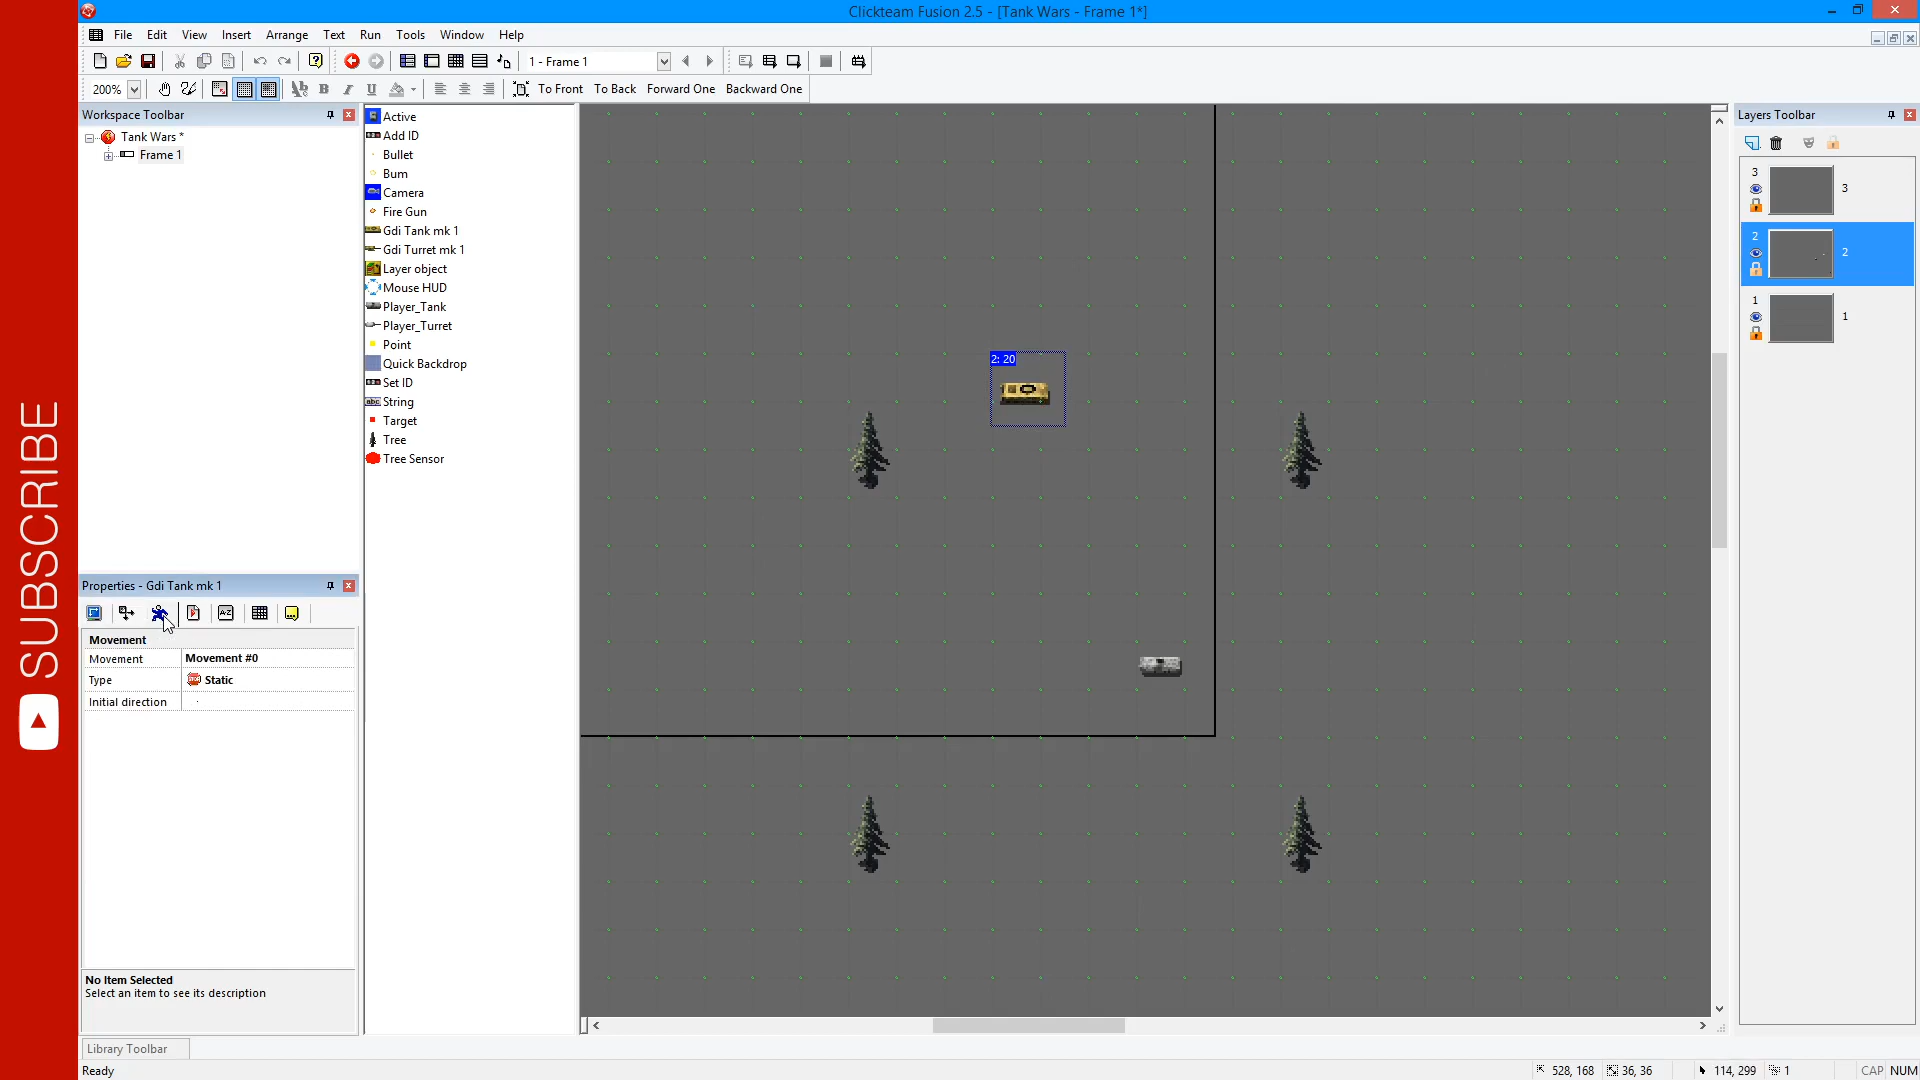 Clickteam Fusion 2.5 - [Tank Wars - Frame 1*]
File Edit View Insert Arrange Text Run Tools Window Help
1 - Frame 1
200% B I U To Front To Back Forward One Backward One
Workspace Toolbar
Tank Wars *
Frame 1
Active
Add ID
Bullet
Bum
Camera
Fire Gun
Gdi Tank mk 1
Gdi Turret mk 1
Layer object
Mouse HUD
Player_Tank
Player_Turret
Point
Quick Backdrop
Set ID
abc String
Target
Tree
Tree Sensor
2: 20
Layers Toolbar
3
3
2
2
1
1
SUBSCRIBE
Properties - Gdi Tank mk 1
Movement
Movement Movement #0
Type Static
Initial direction
No Item Selected
Select an item to see its description
Library Toolbar
Ready
528, 168 36, 36 114, 299 1 CAP NUM